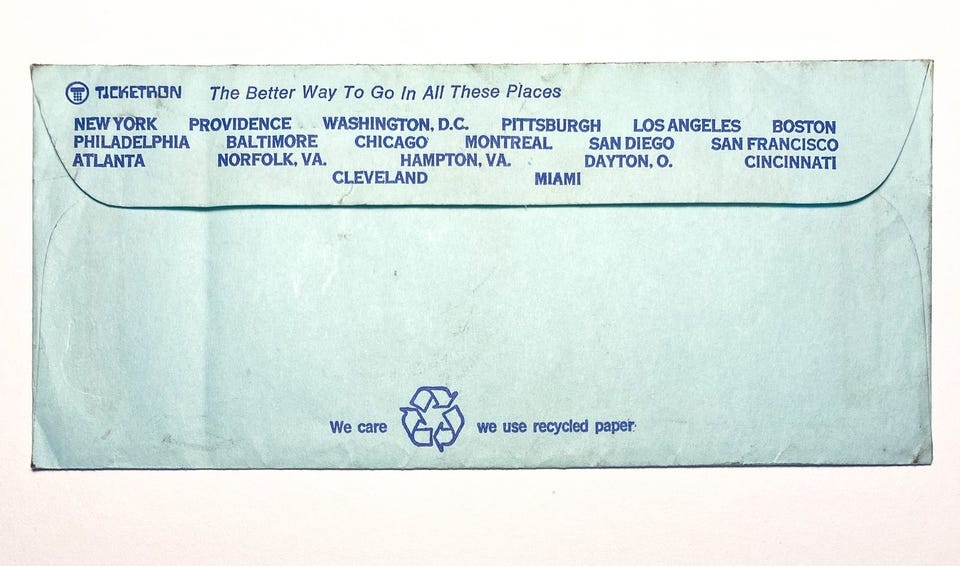 TICKETRON The Better Way To Go In All These Places
NEW YORK PROVIDENCE WASHINGTON, D.C. PITTSBURGH LOS ANGELES BOSTON
PHILADELPHIA BALTIMORE CHICAGO MONTREAL SAN DIEGO SAN FRANCISCO
ATLANTA NORFOLK, VA. HAMPTON, VA. DAYTON, O. CINCINNATI
CLEVELAND MIAMI
We care we use recycled paper